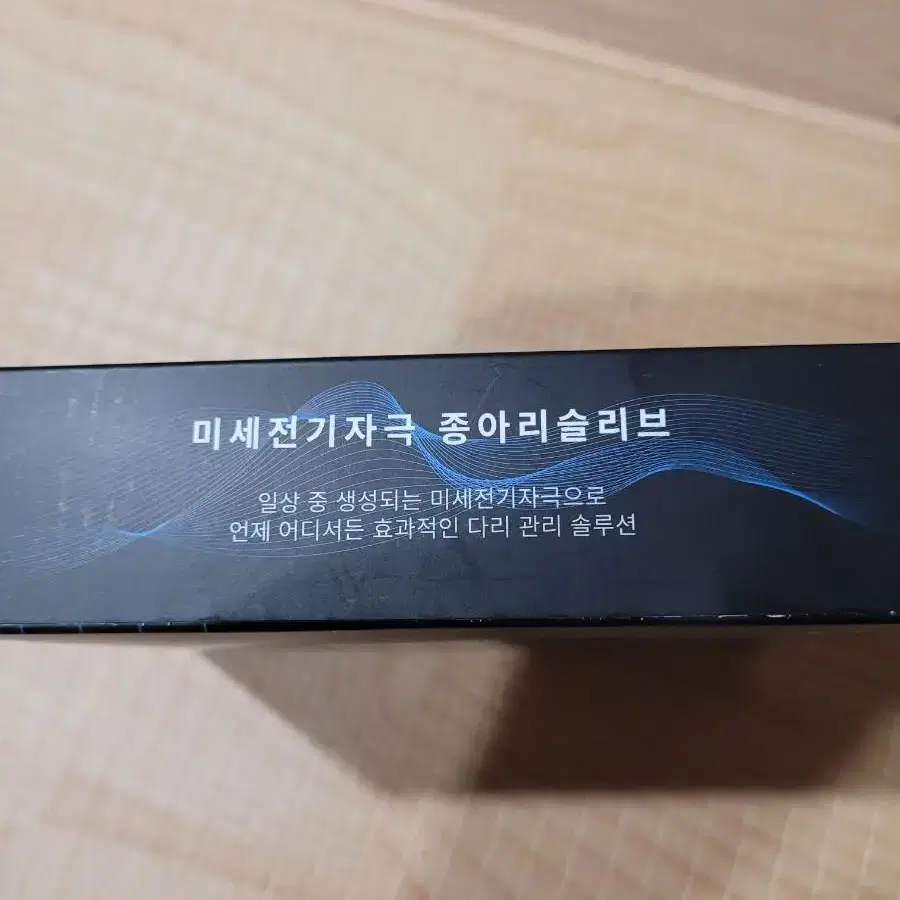 미세전기자극 종아리슬리브
일상 중 생성되는 미세전기자극으로
언제 어디서든 효과적인 다리 관리 솔루션